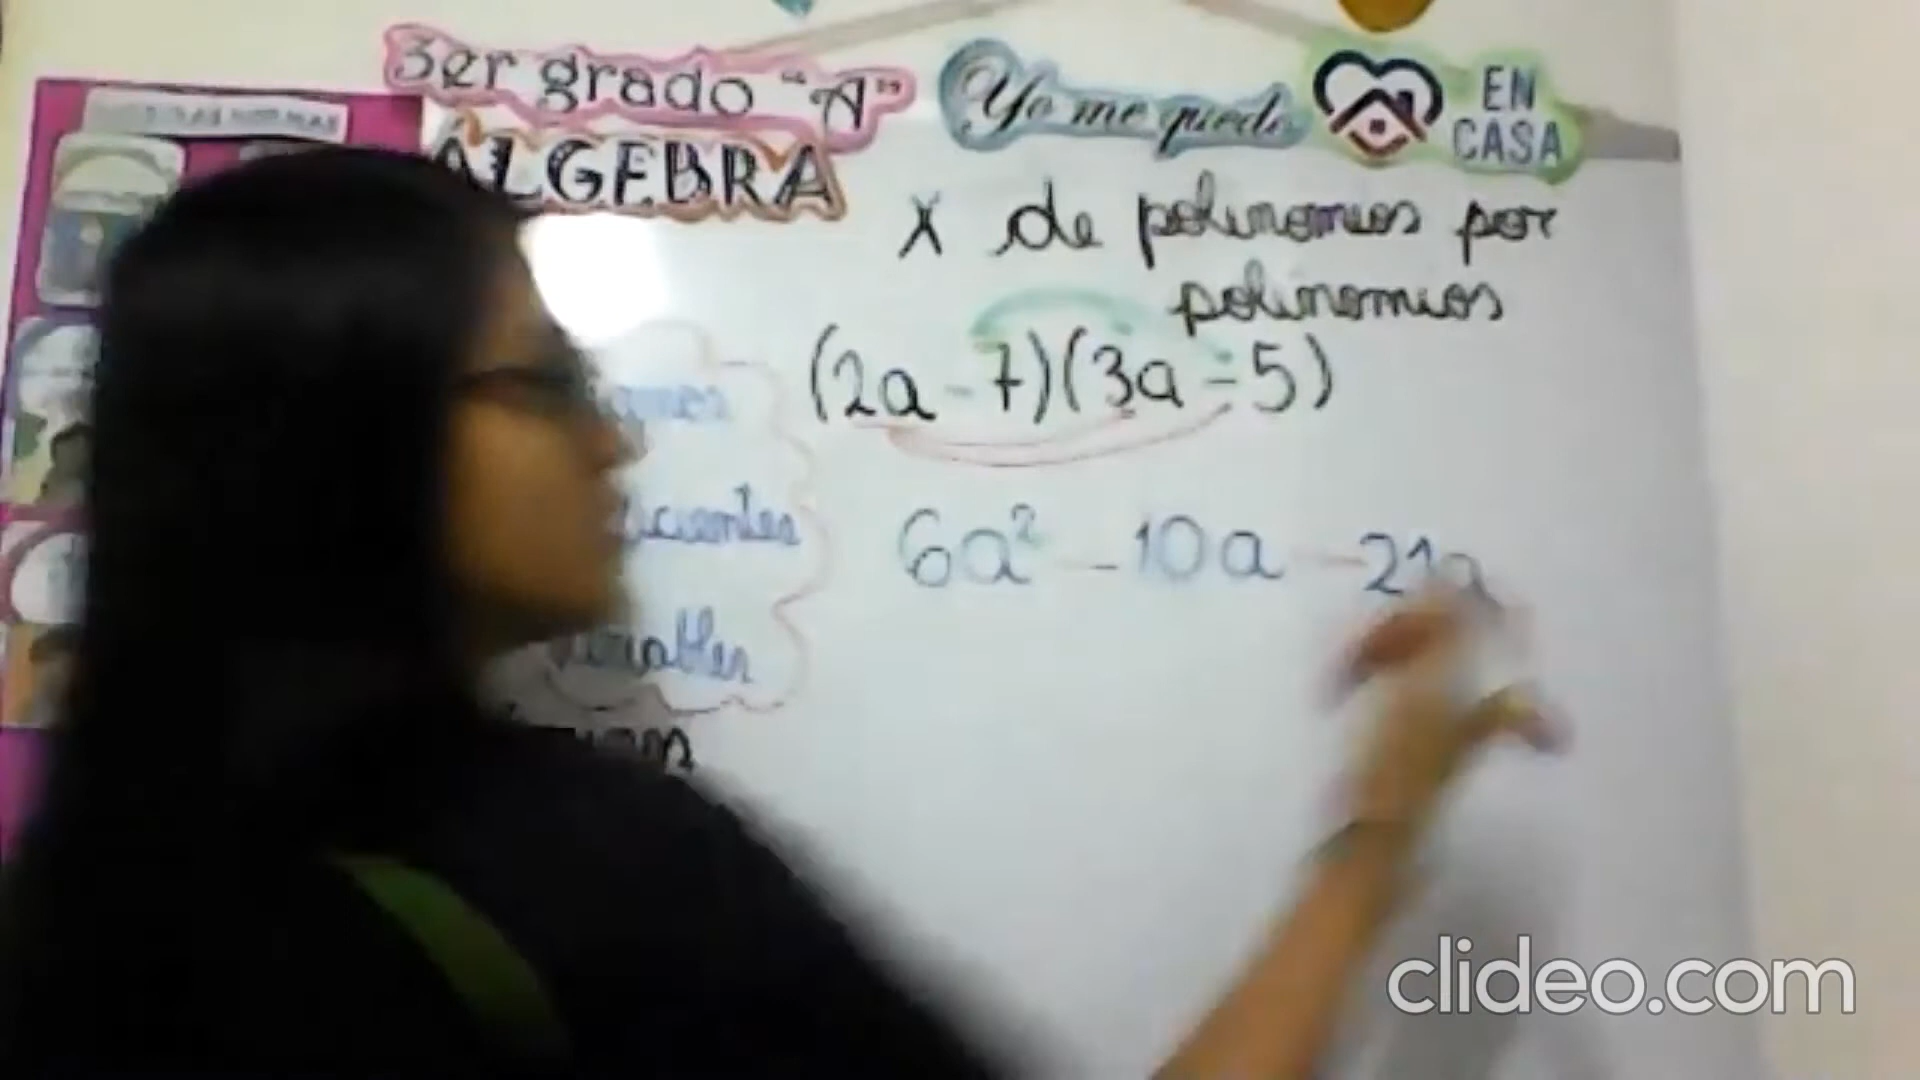 3er grado "A"
ÁLGEBRA
Yo me quedo EN CASA
X de polinomios por
polinomios
(2a - 7)(3a - 5)
6a² - 10a - 21a
clideo.com